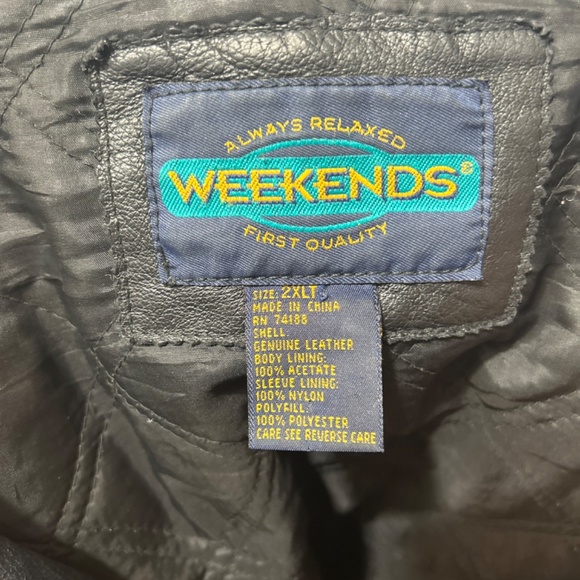 ALWAYS RELAXED
WEEKENDS®
FIRST QUALITY
SIZE: 2XLT
MADE IN CHINA
RN 74188
SHELL:
GENUINE LEATHER
BODY LINING:
100% ACETATE
SLEEVE LINING:
100% NYLON
POLYFILL:
100% POLYESTER
CARE SEE REVERSE CARE